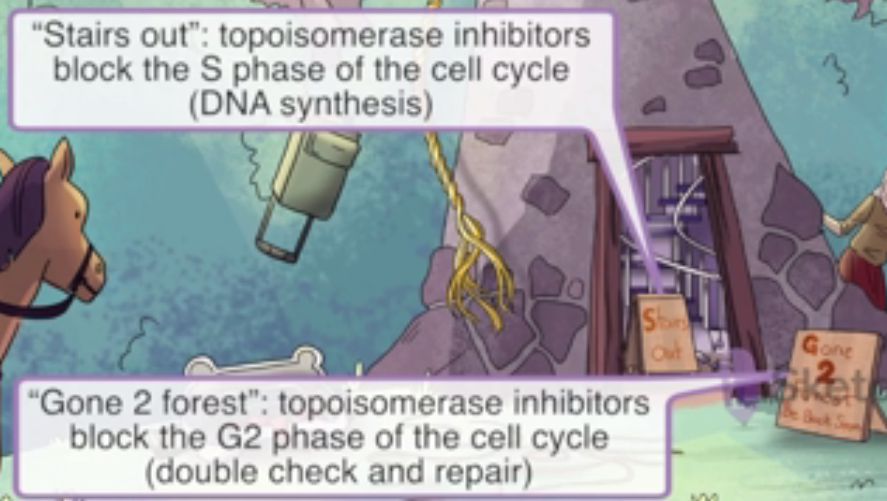 “Stairs out”: topoisomerase inhibitors
block the S phase of the cell cycle
(DNA synthesis)
Stairs
Out
Gone
2
Be Back Soon
Sket
“Gone 2 forest”: topoisomerase inhibitors
block the G2 phase of the cell cycle
(double check and repair)